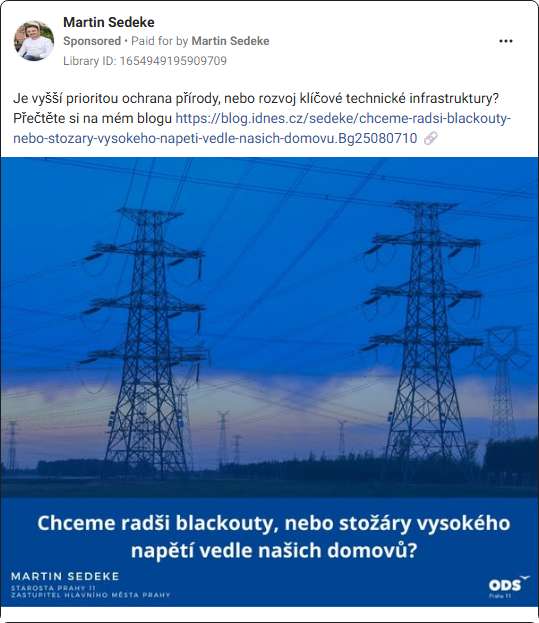 Martin Sedeke
Sponsored • Paid for by Martin Sedeke
Library ID: 1654949195909709
Je vyšší prioritou ochrana přírody, nebo rozvoj klíčové technické infrastruktury?
Přečtěte si na mém blogu https://blog.idnes.cz/sedeke/chceme-radsi-blackouty-
nebo-stozary-vysokeho-napeti-vedle-nasich-domovu.Bg25080710
Chceme radši blackouty, nebo stožáry vysokého
napětí vedle našich domovů?
MARTIN SEDEKE
STAROSTA PRAHY 11
ZASTUPITEL HLAVNÍHO MĚSTA PRAHY
ODS
Praha 11